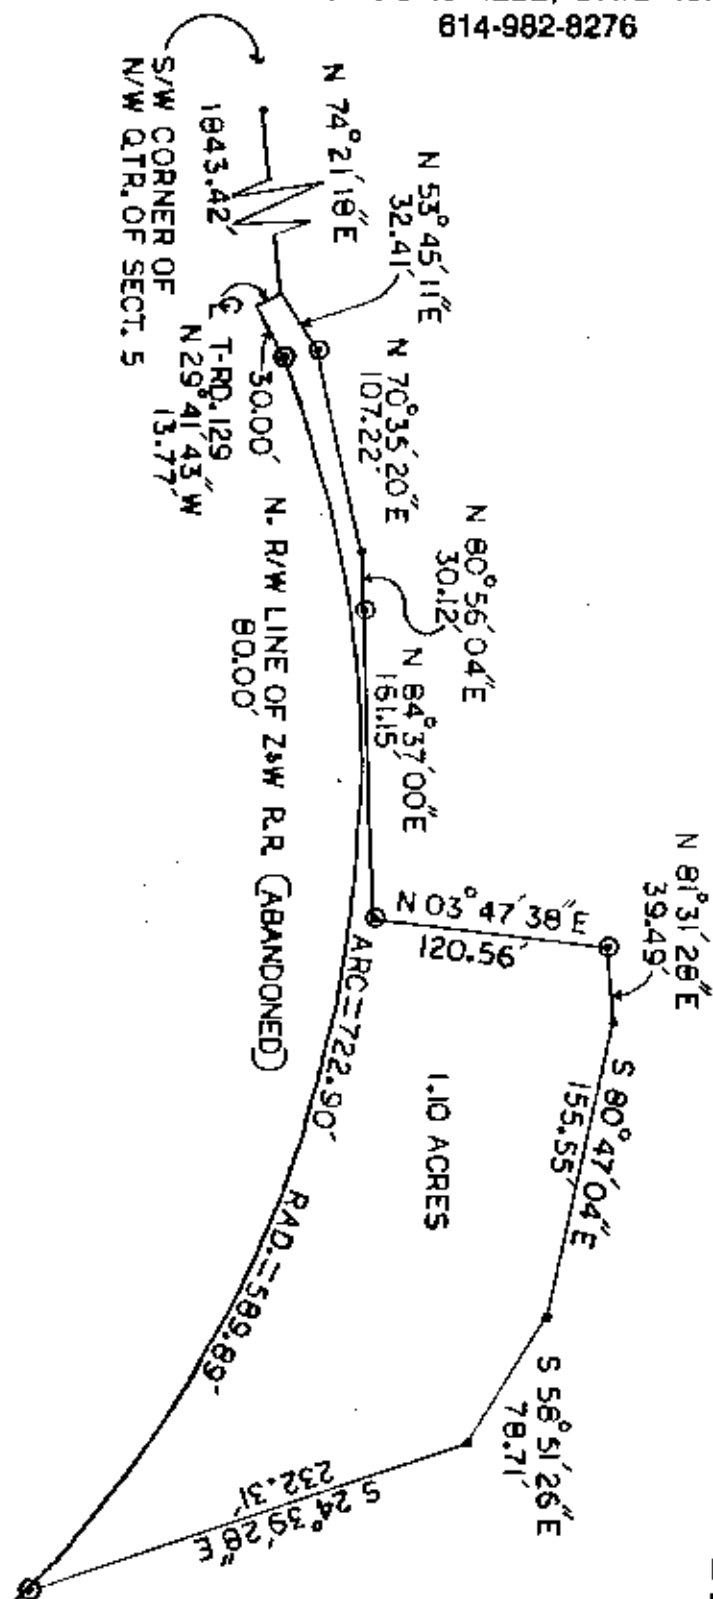 614-982-8276
S/W CORNER OF
N/W QTR. OF SECT. 5
1843.42'
N 74° 21' 18" E
N 53° 45' 11" E
32.41'
℄ T-RD. 129
N 29° 41' 43" W
13.77'
30.00'
N 70° 35' 20" E
107.22'
N 80° 56' 04" E
30.12'
N. R/W LINE OF Z&W R.R. (ABANDONED)
80.00'
N 84° 37' 00" E
161.15'
N 03° 47' 38" E
120.56'
N 81° 31' 28" E
39.49'
S 80° 47' 04" E
155.55'
1.10 ACRES
ARC=722.90'
RAD.=589.89'
S 58° 51' 26" E
78.71'
S 24° 39' 28" E
232.31'